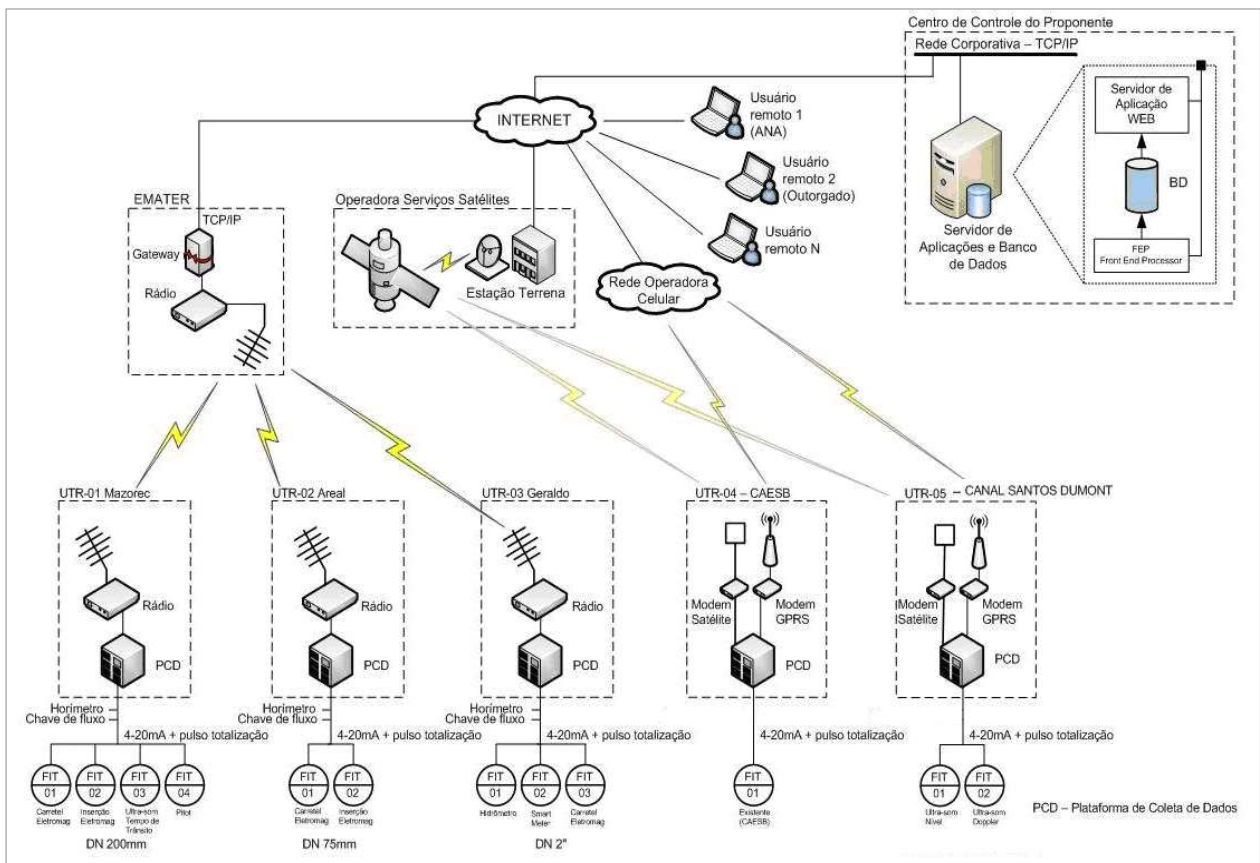 Centro de Controle do Proponente
Rede Corporativa – TCP/IP
Servidor de
Aplicação
WEB
BD
FEP
Front End Processor
Servidor de
Aplicações e Banco
de Dados
INTERNET
Usuário
remoto 1
(ANA)
Usuário
remoto 2
(Outorgado)
Usuário
remoto N
Rede Operadora
Celular
EMATER
TCP/IP
Gateway
Rádio
Operadora Serviços Satélites
Estação Terrena
UTR-01 Mazorec
Rádio
PCD
Horímetro
Chave de fluxo
4-20mA + pulso totalização
FIT
01
Carretel
Eletromag
FIT
02
Inserção
Eletromag
FIT
03
Ultra-som
Tempo de
Trânsito
FIT
04
Pitot
DN 200mm
UTR-02 Areal
Rádio
PCD
Horímetro
Chave de fluxo
4-20mA + pulso totalização
FIT
01
Carretel
Eletromag
FIT
02
Inserção
Eletromag
DN 75mm
UTR-03 Geraldo
Rádio
PCD
Horímetro
Chave de fluxo
4-20mA + pulso totalização
FIT
01
Hidrômetro
FIT
02
Smart
Meter
FIT
03
Carretel
Eletromag
DN 2"
UTR-04 – CAESB
Modem
Satélite
Modem
GPRS
PCD
4-20mA + pulso totalização
FIT
01
Existente
(CAESB)
UTR-05 – CANAL SANTOS DUMONT
Modem
Satélite
Modem
GPRS
PCD
4-20mA + pulso totalização
FIT
01
Ultra-som
Nível
FIT
02
Ultra-som
Doppler
PCD – Plataforma de Coleta de Dados